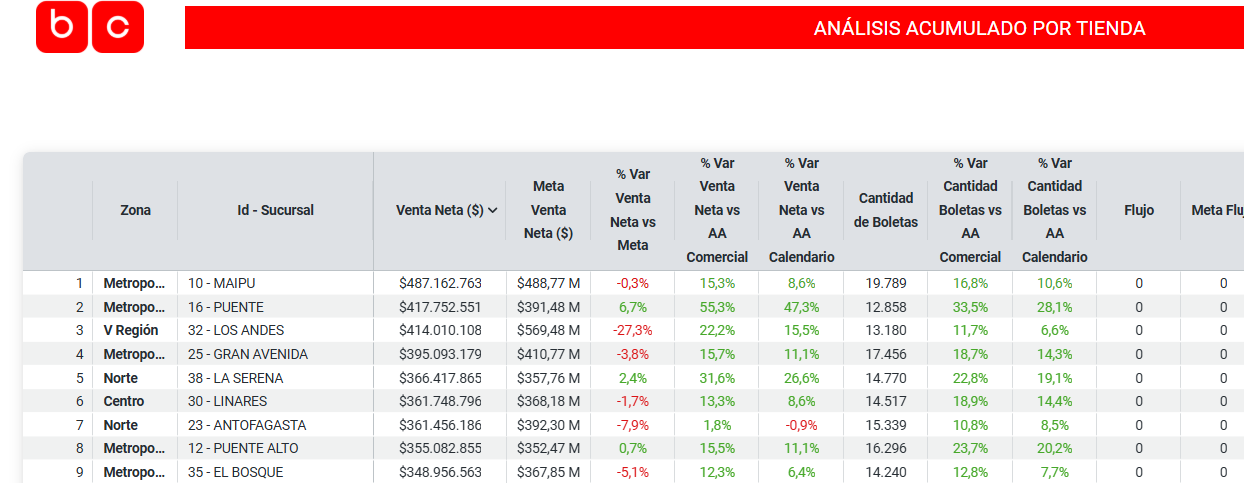 b c
ANÁLISIS ACUMULADO POR TIENDA
Zona Id - Sucursal Venta Neta ($) Meta Venta Neta ($) % Var Venta Neta vs Meta % Var Venta Neta vs AA Comercial % Var Venta Neta vs AA Calendario Cantidad de Boletas % Var Cantidad Boletas vs AA Comercial % Var Cantidad Boletas vs AA Calendario Flujo Meta
1 Metropo... 10 - MAIPU $487.162.763 $488,77 M -0,3% 15,3% 8,6% 19.789 16,8% 10,6% 0 0
2 Metropo... 16 - PUENTE $417.752.551 $391,48 M 6,7% 55,3% 47,3% 12.858 33,5% 28,1% 0 0
3 V Región 32 - LOS ANDES $414.010.108 $569,48 M -27,3% 22,2% 15,5% 13.180 11,7% 6,6% 0 0
4 Metropo... 25 - GRAN AVENIDA $395.093.179 $410,77 M -3,8% 15,7% 11,1% 17.456 18,7% 14,3% 0 0
5 Norte 38 - LA SERENA $366.417.865 $357,76 M 2,4% 31,6% 26,6% 14.770 22,8% 19,1% 0 0
6 Centro 30 - LINARES $361.748.796 $368,18 M -1,7% 13,3% 8,6% 14.517 18,9% 14,4% 0 0
7 Norte 23 - ANTOFAGASTA $361.456.186 $392,30 M -7,9% 1,8% -0,9% 15.339 10,8% 8,5% 0 0
8 Metropo... 12 - PUENTE ALTO $355.082.855 $352,47 M 0,7% 15,5% 11,1% 16.296 23,7% 20,2% 0 0
9 Metropo... 35 - EL BOSQUE $348.956.563 $367,85 M -5,1% 12,3% 6,4% 14.240 12,8% 7,7% 0 0